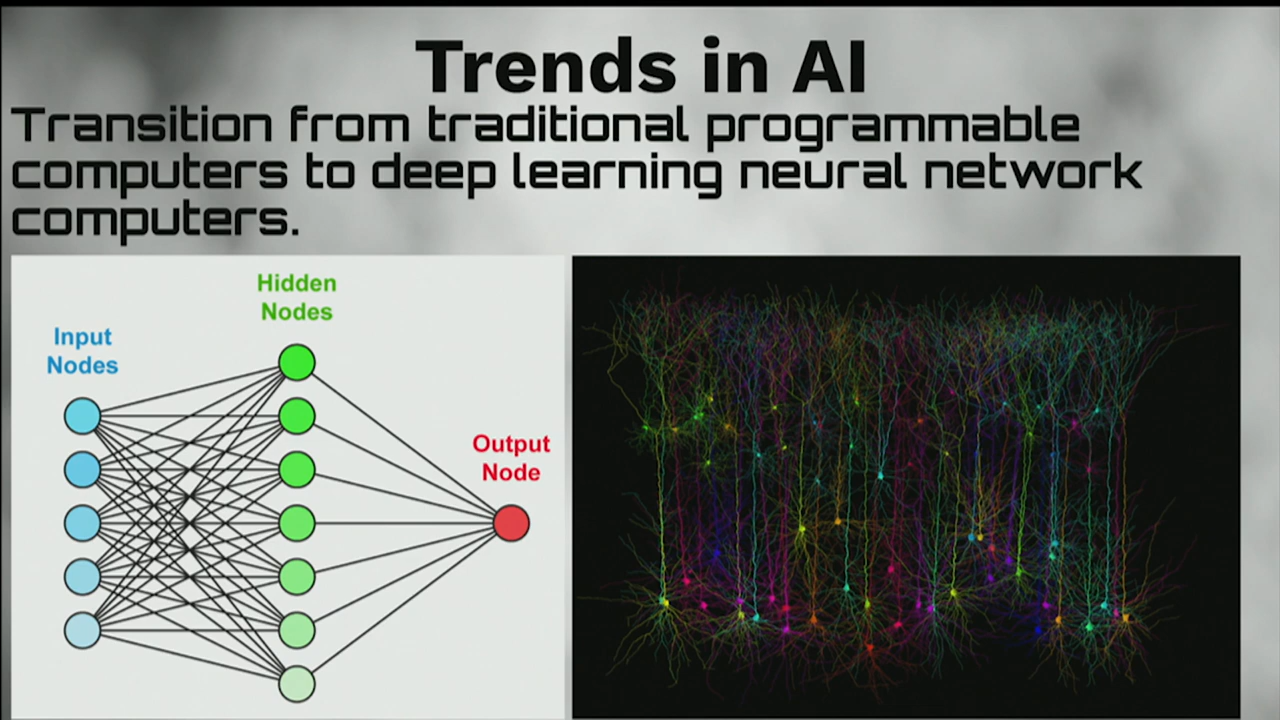 Trends in AI
Transition from traditional programmable
computers to deep learning neural network
computers.
Hidden
Nodes
Input
Nodes
Output
Node